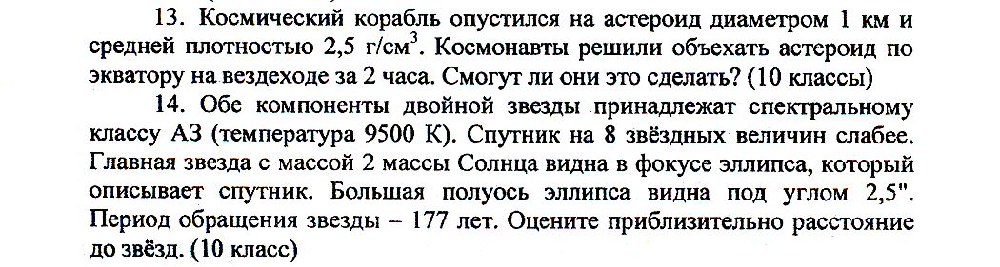 13. Космический корабль опустился на астероид диаметром 1 км и
средней плотностью 2,5 г/см³. Космонавты решили объехать астероид по
экватору на вездеходе за 2 часа. Смогут ли они это сделать? (10 классы)
14. Обе компоненты двойной звезды принадлежат спектральному
классу А3 (температура 9500 К). Спутник на 8 звёздных величин слабее.
Главная звезда с массой 2 массы Солнца видна в фокусе эллипса, который
описывает спутник. Большая полуось эллипса видна под углом 2,5".
Период обращения звезды – 177 лет. Оцените приблизительно расстояние
до звёзд. (10 класс)